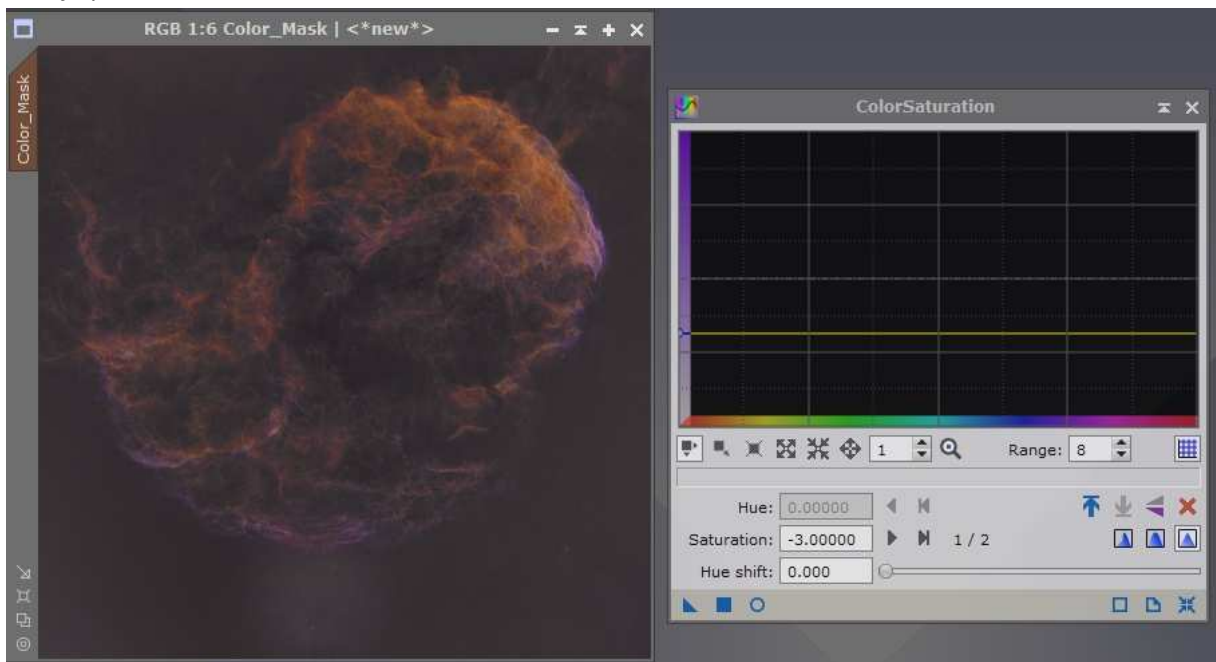 RGB 1:6 Color_Mask | <*new*>
Color_Mask
ColorSaturation
1
Range: 8
Hue: 0.00000
Saturation: -3.00000
1 / 2
Hue shift: 0.000